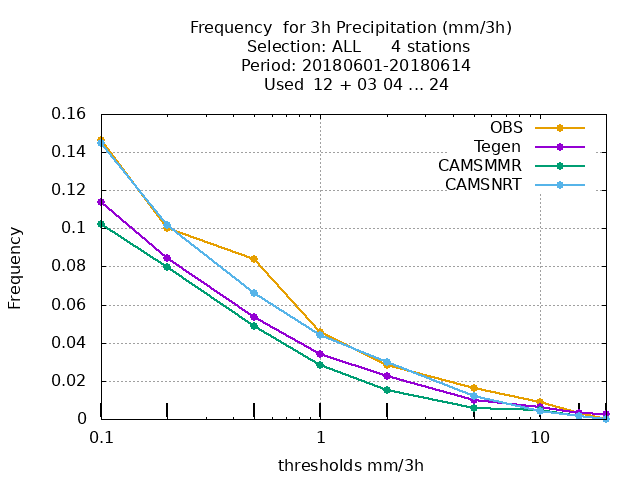 Frequency  for 3h Precipitation (mm/3h)
Selection: ALL      4 stations
Period: 20180601-20180614
Used  12 + 03 04 ... 24
0.16
0.14
0.12
0.1
0.08
0.06
0.04
0.02
0
Frequency
OBS
Tegen
CAMSMMR
CAMSNRT
0.1 1 10
thresholds mm/3h